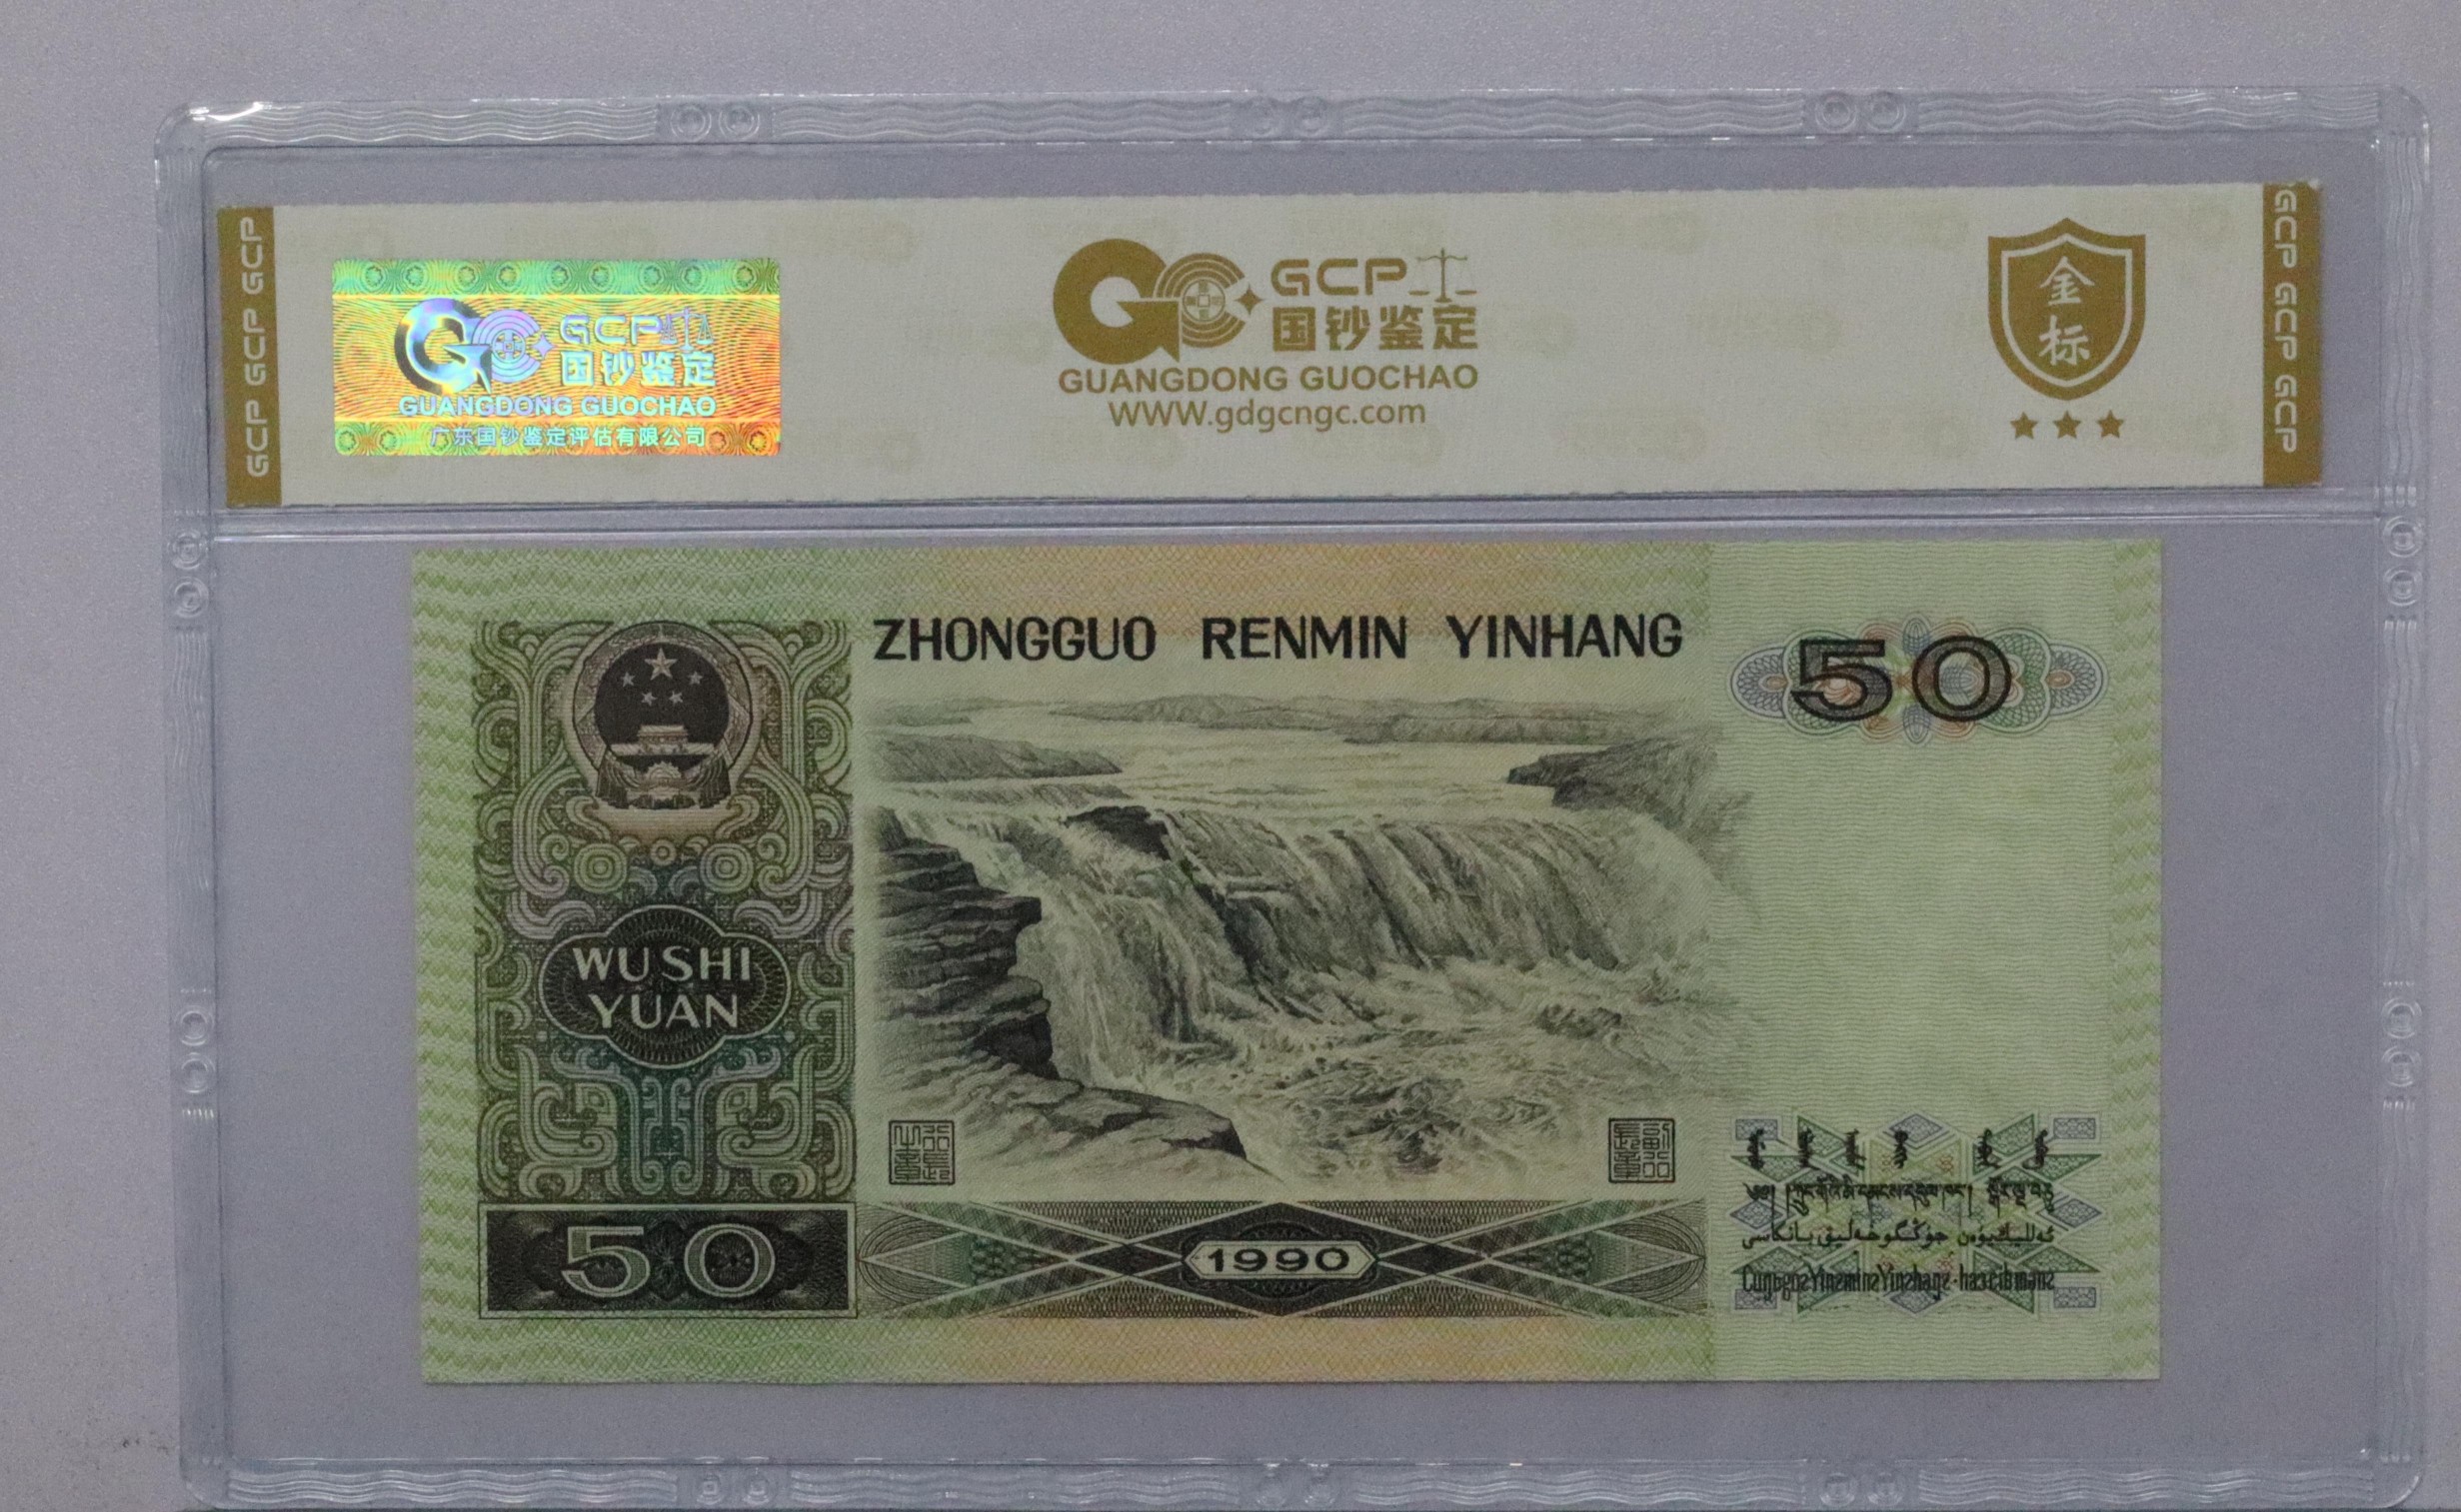 GCP GCP GCP
GCP
国钞鉴定
GUANGDONG GUOCHAO
广东国钞鉴定评估有限公司
GCP
国钞鉴定
GUANGDONG GUOCHAO
WWW.gdgcngc.com
金
标
GCP GCP GCP
ZHONGGUO RENMIN YINHANG
50
WU SHI
YUAN
50
1990